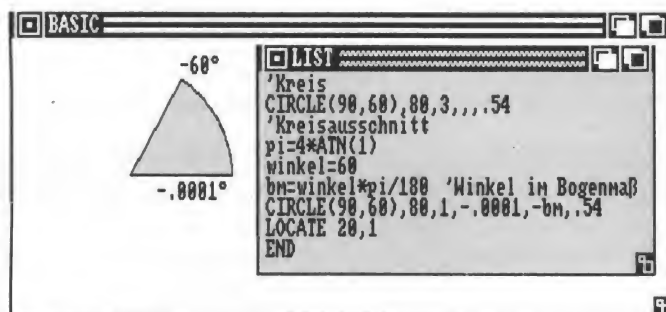 BASIC
-60°
-.0001°
LIST
'Kreis
CIRCLE(90,60),80,3,,,.54
'Kreisausschnitt
pi=4*ATN(1)
winkel=60
bm=winkel*pi/180 'Winkel im Bogenmaß
CIRCLE(90,60),80,1,-.0001,-bm,.54
LOCATE 20,1
END